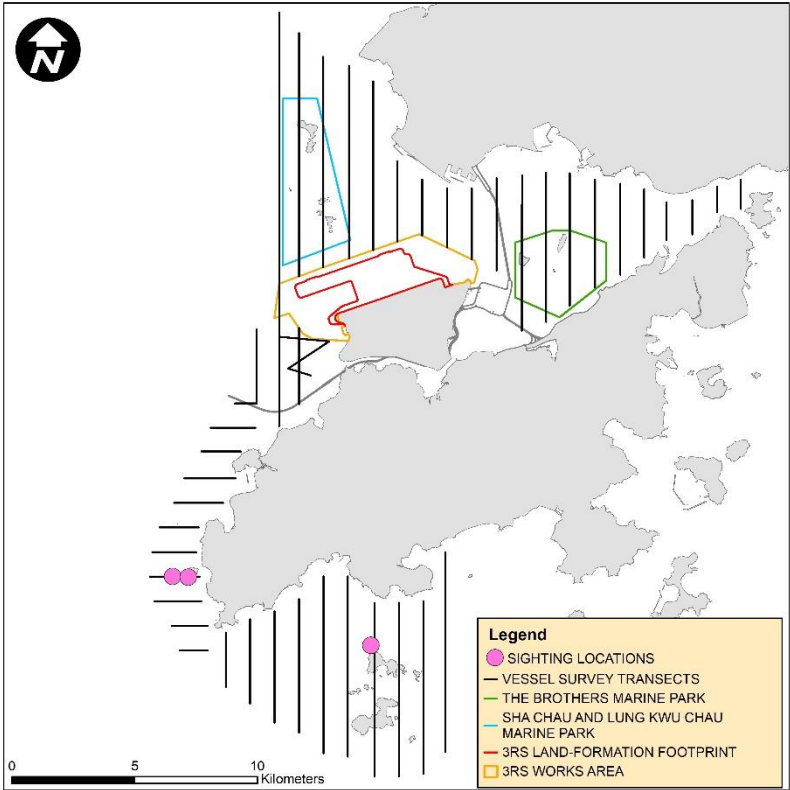 N
Legend
SIGHTING LOCATIONS
VESSEL SURVEY TRANSECTS
THE BROTHERS MARINE PARK
SHA CHAU AND LUNG KWU CHAU
MARINE PARK
3RS LAND-FORMATION FOOTPRINT
3RS WORKS AREA
0 5 10
Kilometers